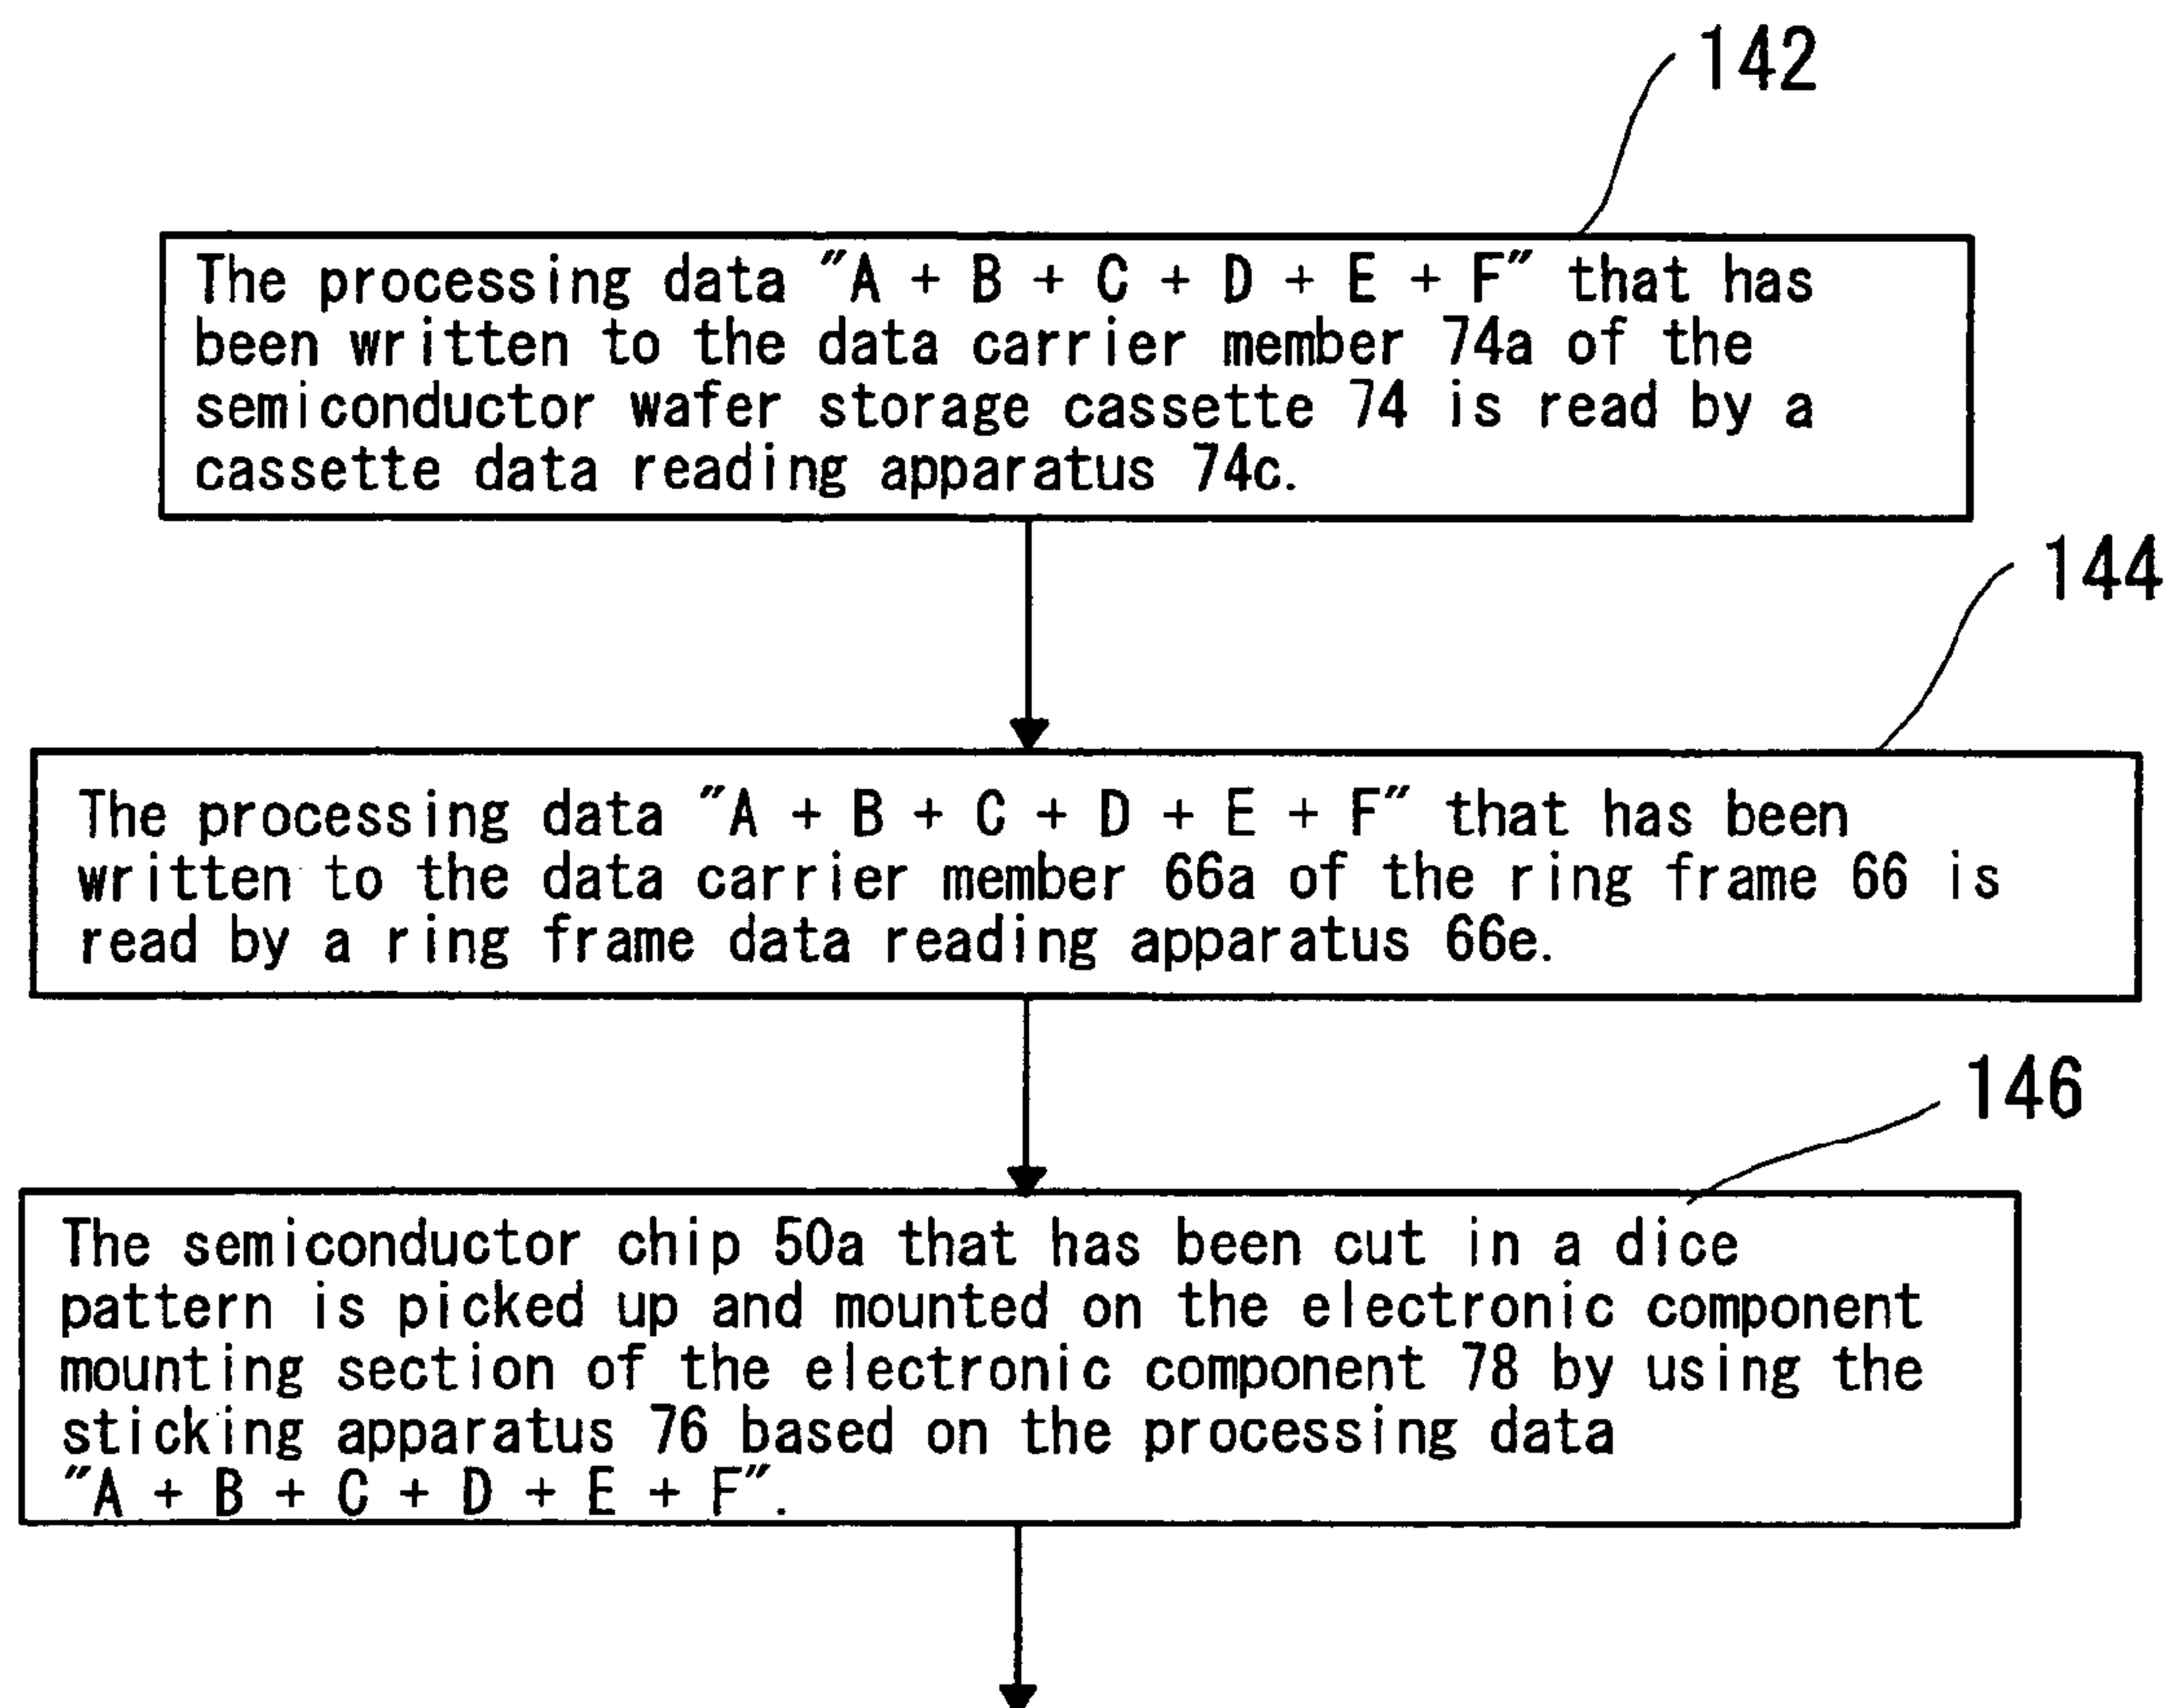 142
The processing data "A + B + C + D + E + F" that has
been written to the data carrier member 74a of the
semiconductor wafer storage cassette 74 is read by a
cassette data reading apparatus 74c.
144
The processing data "A + B + C + D + E + F" that has been
written to the data carrier member 66a of the ring frame 66 is
read by a ring frame data reading apparatus 66e.
146
The semiconductor chip 50a that has been cut in a dice
pattern is picked up and mounted on the electronic component
mounting section of the electronic component 78 by using the
sticking apparatus 76 based on the processing data
"A + B + C + D + E + F".